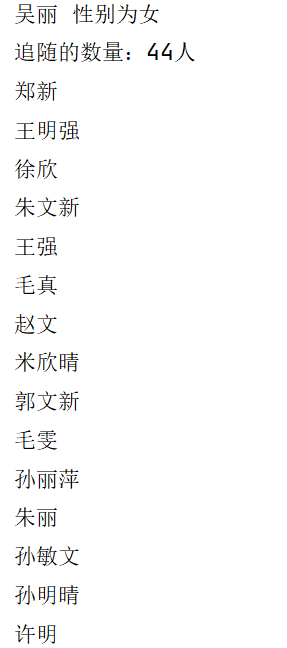 吴丽 性别为女
追随的数量：44人
郑新
王明强
徐欣
朱文新
王强
毛真
赵文
米欣晴
郭文新
毛雯
孙丽萍
朱丽
孙敏文
孙明晴
许明